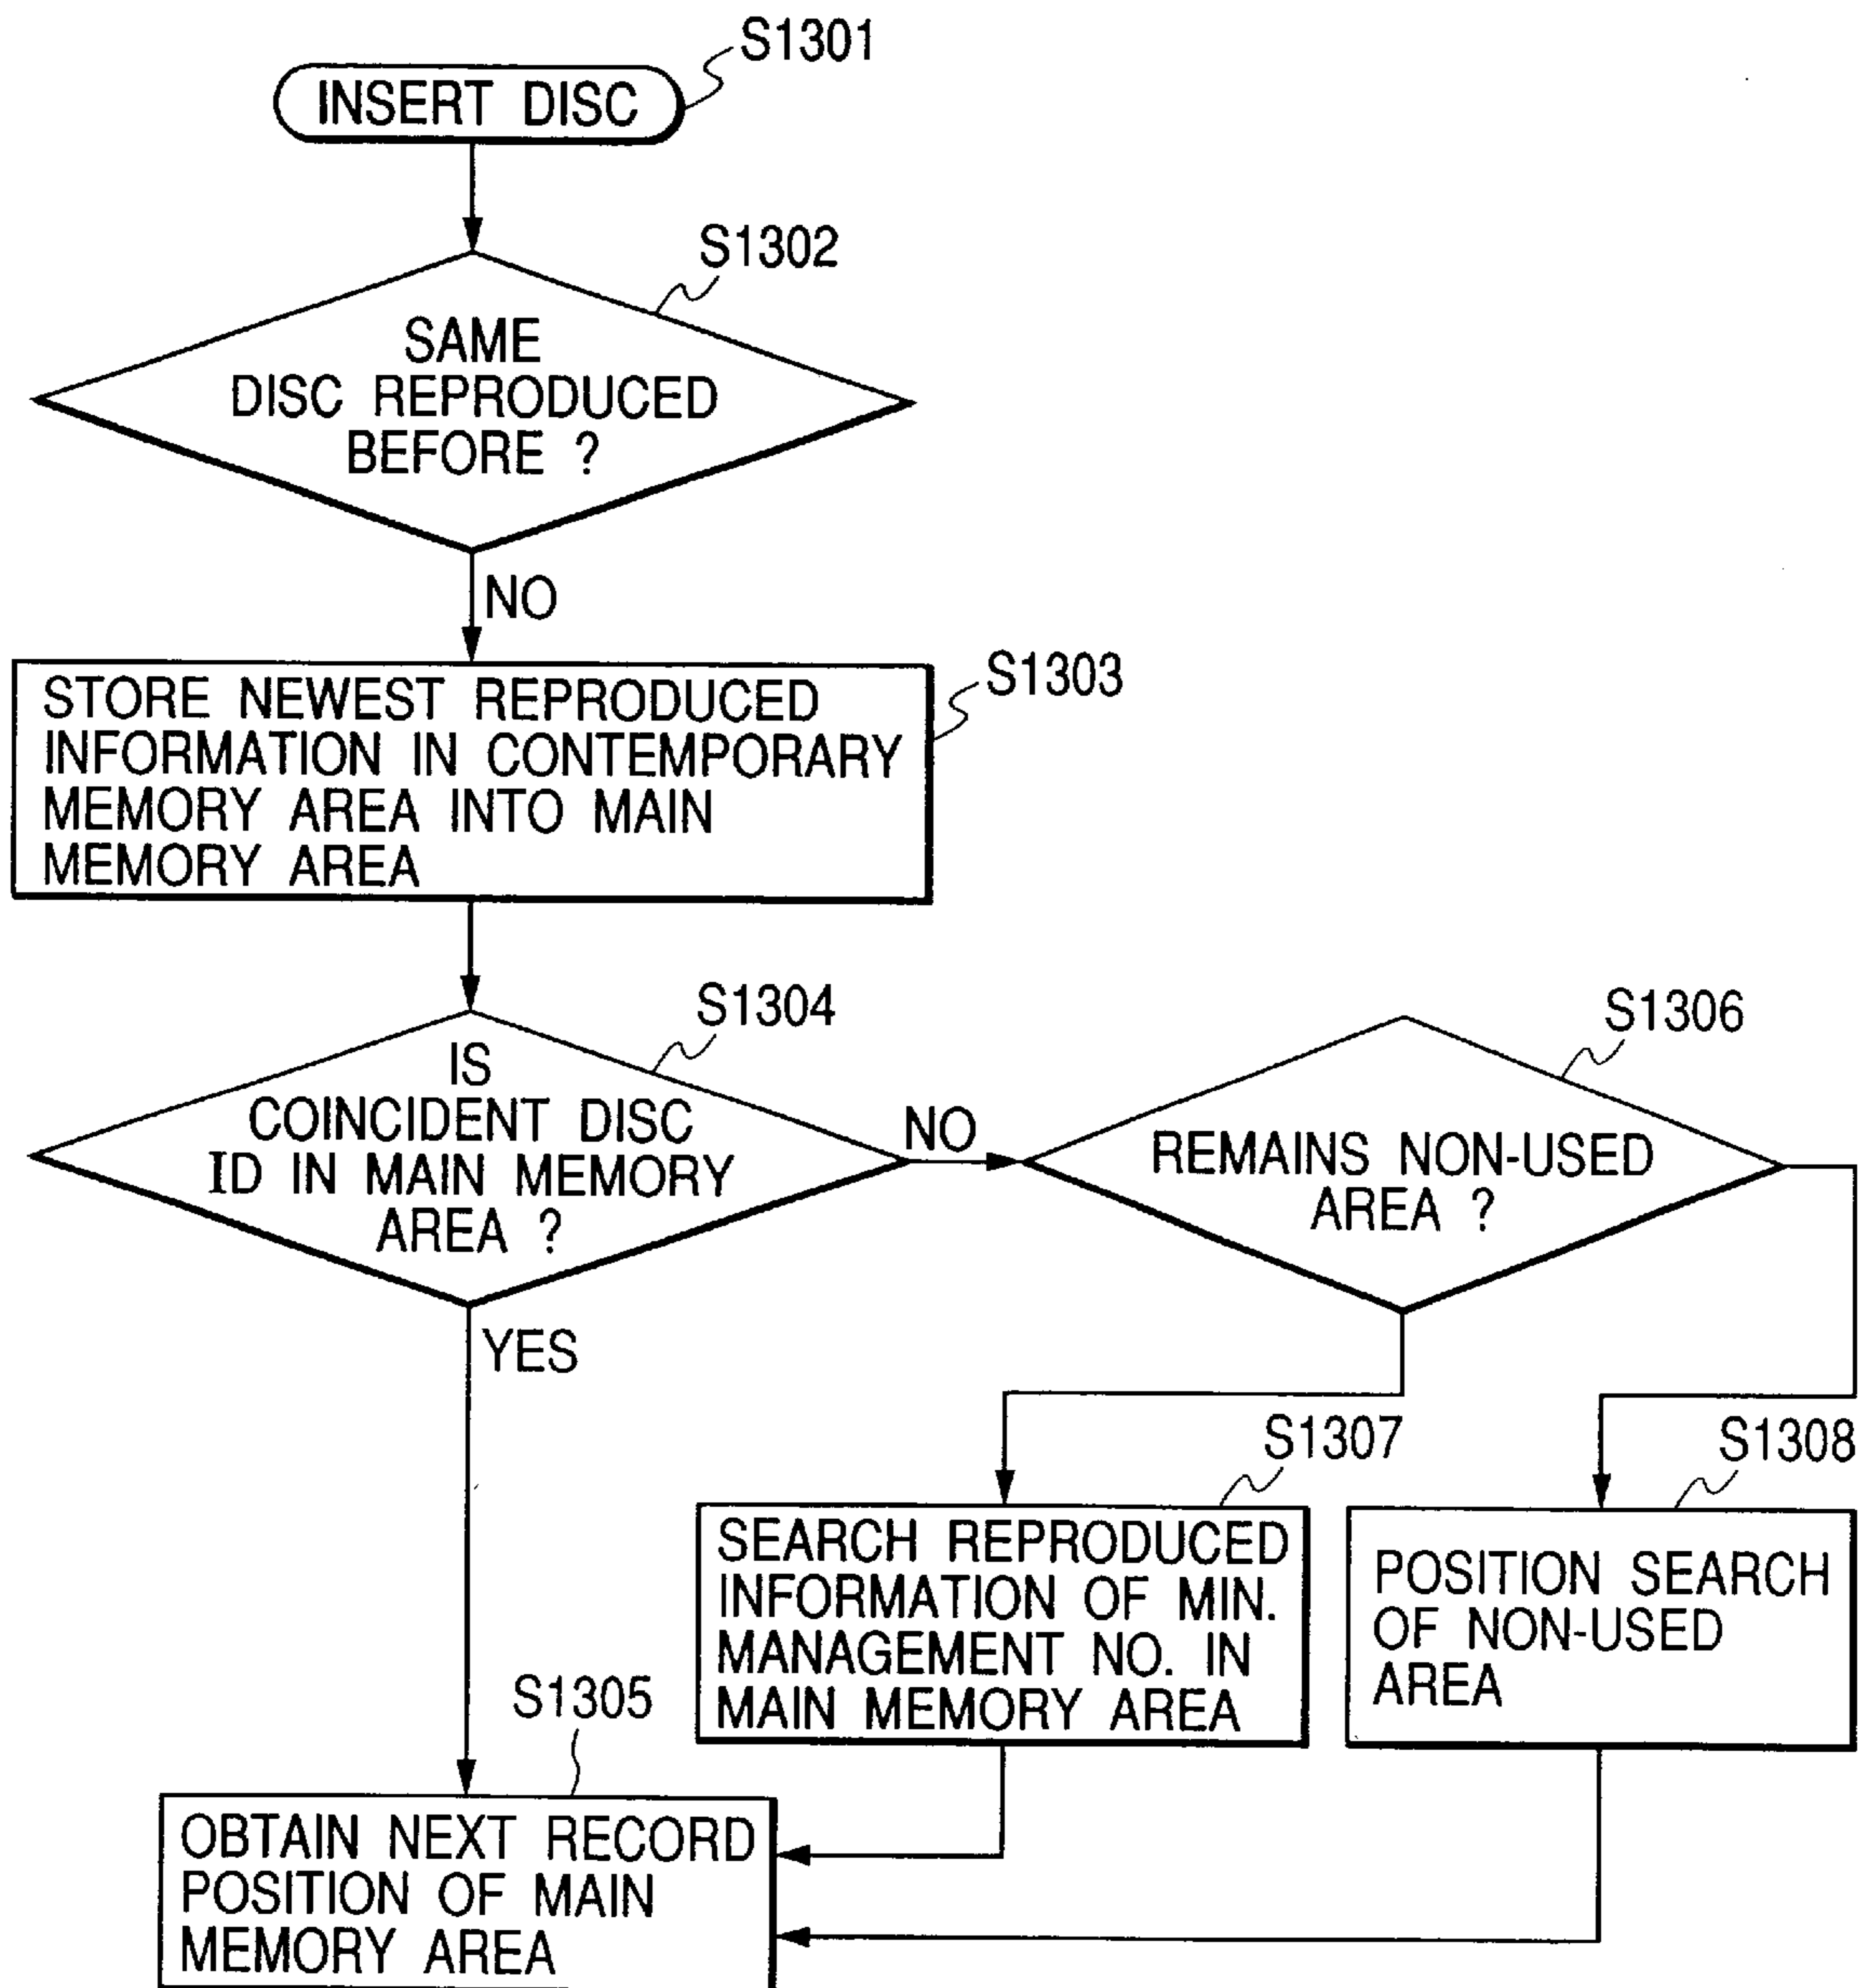 S1301
INSERT DISC
S1302
SAME
DISC REPRODUCED
BEFORE ?
NO
S1303
STORE NEWEST REPRODUCED
INFORMATION IN CONTEMPORARY
MEMORY AREA INTO MAIN
MEMORY AREA
S1304
IS
COINCIDENT DISC
ID IN MAIN MEMORY
AREA ?
NO
S1306
REMAINS NON-USED
AREA ?
YES
S1307
SEARCH REPRODUCED
INFORMATION OF MIN.
MANAGEMENT NO. IN
MAIN MEMORY AREA
S1308
POSITION SEARCH
OF NON-USED
AREA
S1305
OBTAIN NEXT RECORD
POSITION OF MAIN
MEMORY AREA